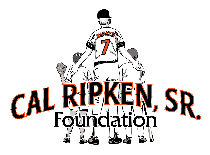 7
CAL RIPKEN, SR.
Foundation